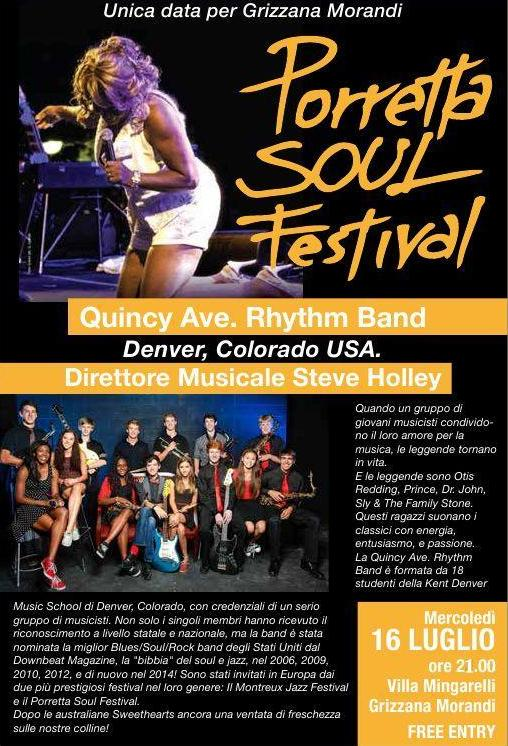 Unica data per Grizzana Morandi
Porretta
SOUL
Festival
Quincy Ave. Rhythm Band
Denver, Colorado USA.
Direttore Musicale Steve Holley
Quando un gruppo di
giovani musicisti condivido-
no il loro amore per la
musica, le leggende tornano
in vita.
E le leggende sono Otis
Redding, Prince, Dr. John,
Sly & The Family Stone.
Questi ragazzi suonano i
classici con energia,
entusiasmo, e passione.
La Quincy Ave. Rhythm
Band è formata da 18
studenti della Kent Denver
Music School di Denver, Colorado, con credenziali di un serio
gruppo di musicisti. Non solo i singoli membri hanno ricevuto il
riconoscimento a livello statale e nazionale, ma la band è stata
nominata la miglior Blues/Soul/Rock band degli Stati Uniti dal
Downbeat Magazine, la "bibbia" del soul e jazz, nel 2006, 2009,
2010, 2012, e di nuovo nel 2014! Sono stati invitati in Europa dai
due più prestigiosi festival nel loro genere: Il Montreux Jazz Festival
e il Porretta Soul Festival.
Dopo le australiane Sweethearts ancora una ventata di freschezza
sulle nostre colline!
Mercoledì
16 LUGLIO
ore 21.00
Villa Mingarelli
Grizzana Morandi
FREE ENTRY